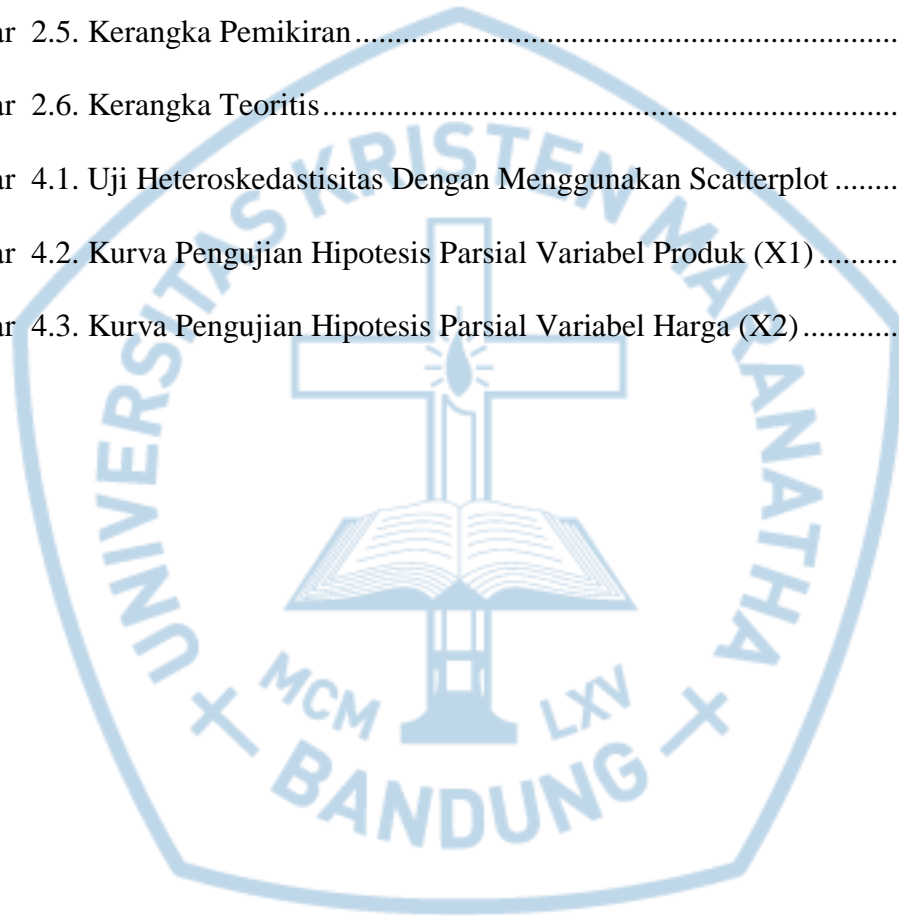 ar 2.5. Kerangka Pemikiran ........................................................................
ar 2.6. Kerangka Teoritis .............................................................................
ar 4.1. Uji Heteroskedastisitas Dengan Menggunakan Scatterplot ........
ar 4.2. Kurva Pengujian Hipotesis Parsial Variabel Produk (X1) ..........
ar 4.3. Kurva Pengujian Hipotesis Parsial Variabel Harga (X2) ............
UNIVERSITAS KRISTEN MARANATHA
MCM LXV
BANDUNG